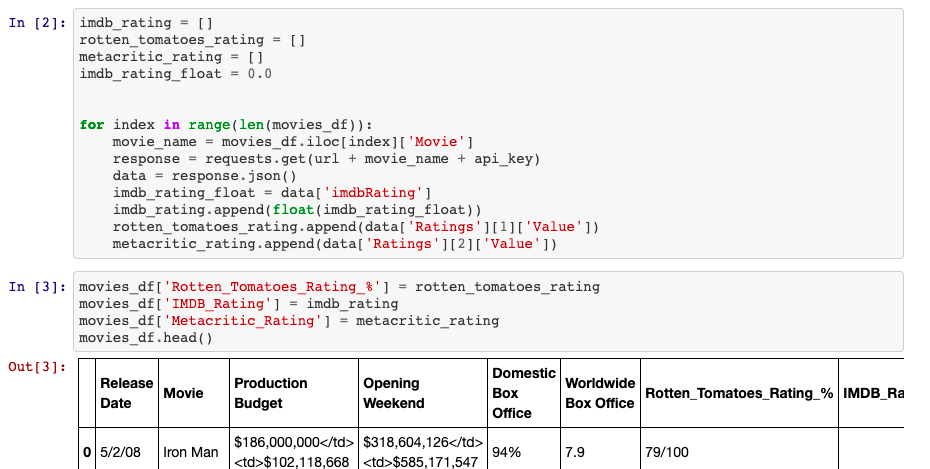 In [2]: imdb_rating = []
rotten_tomatoes_rating = []
metacritic_rating = []
imdb_rating_float = 0.0
for index in range(len(movies_df)):
movie_name = movies_df.iloc[index]['Movie']
response = requests.get(url + movie_name + api_key)
data = response.json()
imdb_rating_float = data['imdbRating']
imdb_rating.append(float(imdb_rating_float))
rotten_tomatoes_rating.append(data['Ratings'][1]['Value'])
metacritic_rating.append(data['Ratings'][2]['Value'])
In [3]: movies_df['Rotten_Tomatoes_Rating_%'] = rotten_tomatoes_rating
movies_df['IMDB_Rating'] = imdb_rating
movies_df['Metacritic_Rating'] = metacritic_rating
movies_df.head()
Out[3]:
Release Date
Movie
Production Budget
Opening Weekend
Domestic Box Office
Worldwide Box Office
Rotten_Tomatoes_Rating_%
IMDB_Ra
0 5/2/08 Iron Man $186,000,000</td> $318,604,126</td> 94% 7.9 79/100
<td>$102,118,668 <td>$585,171,547